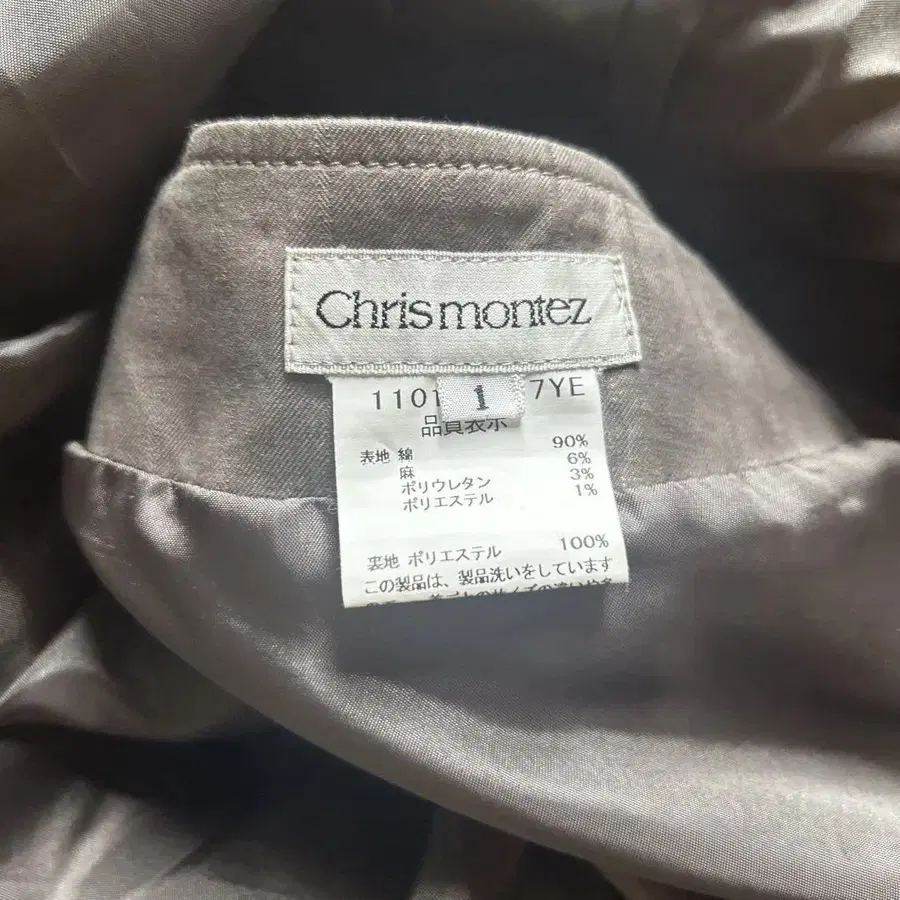 Chris montez
1101
1
7YE
品質表示
表地 綿 90%
麻 6%
ポリウレタン 3%
ポリエステル 1%
裏地 ポリエステル 100%
この製品は、製品洗いをしています